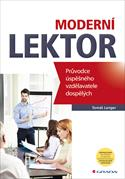 MODERNÍ
LEKTOR
Průvodce
úspěšného
vzdělavatele
dospělých
Tomáš Langer
GRADA